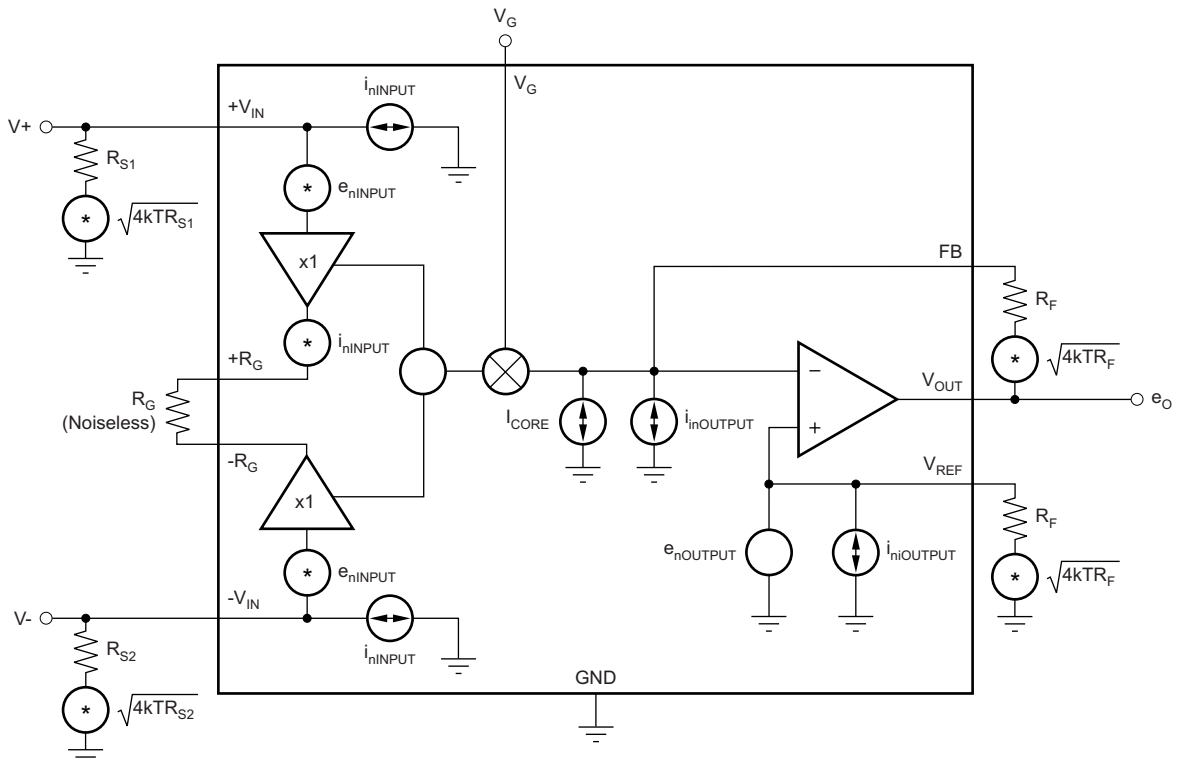 V_G
V_G
i_nINPUT
+V_IN
V+
R_S1
* e_nINPUT
* √4kTR_S1
x1
FB
R_F
* i_nINPUT
* √4kTR_F
+R_G
R_G
(Noiseless)
-R_G
I_CORE
i_inOUTPUT
−
+
V_OUT
e_O
V_REF
x1
R_F
e_nOUTPUT
i_niOUTPUT
* e_nINPUT
* √4kTR_F
-V_IN
V-
R_S2
i_nINPUT
* √4kTR_S2
GND